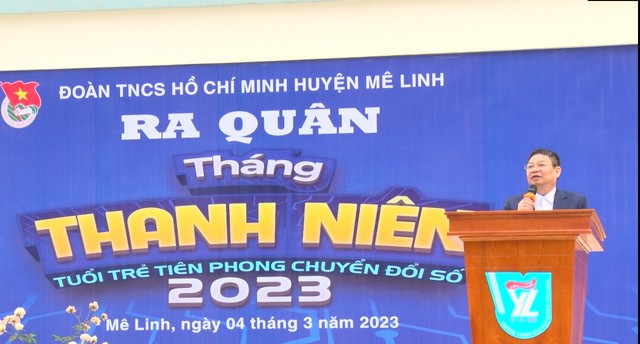 ĐOÀN TNCS HỒ CHÍ MINH HUYỆN MÊ LINH
RA QUÂN
Tháng
THANH NIÊN
TUỔI TRẺ TIÊN PHONG CHUYỂN ĐỔI SỐ
2023
Mê Linh, ngày 04 tháng 3 năm 2023